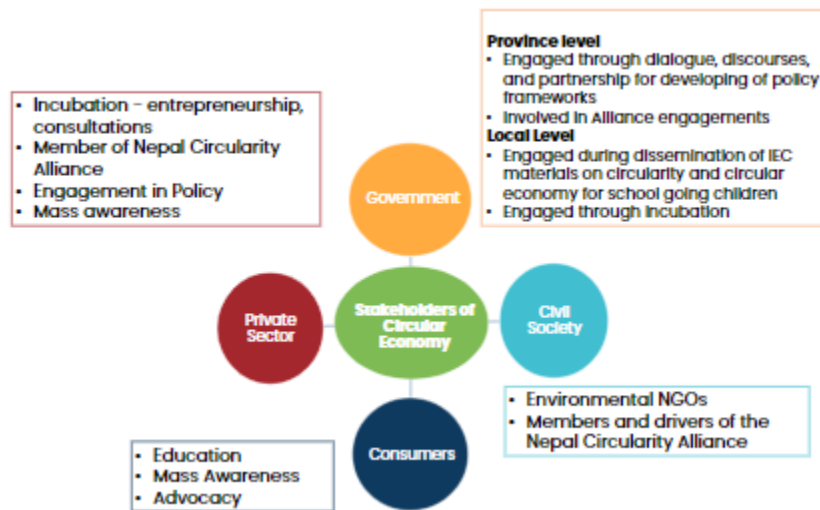 Province level
• Engaged through dialogue, discourses,
and partnership for developing of policy
frameworks
• Involved in Alliance engagements
Local Level
• Engaged during dissemination of IEC
materials on circularity and circular
economy for school going children
• Engaged through Incubation
• Incubation - entrepreneurship,
consultations
• Member of Nepal Circularity
Alliance
• Engagement in Policy
• Mass awareness
Government
Private
Sector
Stakeholders of
Circular
Economy
Civil
Society
Consumers
• Environmental NGOs
• Members and drivers of the
Nepal Circularity Alliance
• Education
• Mass Awareness
• Advocacy